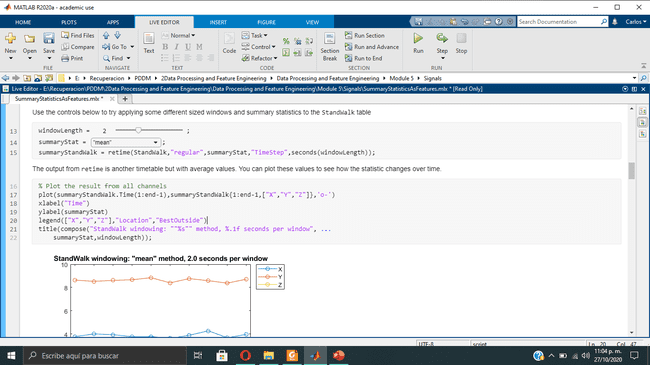 MATLAB R2020a - academic use
HOME PLOTS APPS LIVE EDITOR INSERT FIGURE VIEW Search Documentation Carlos
New Open Save Find Files Compare Print Go To Find Text Normal B I U M Code Task Control Refactor Section Break Run Section Run and Advance Run to End Run Step Stop
FILE NAVIGATE TEXT CODE SECTION RUN
E: Recuperacion PDDM 2Data Processing and Feature Engineering Data Processing and Feature Engineering Module 5 Signals
Live Editor - E:\Recuperacion\PDDM\2Data Processing and Feature Engineering\Data Processing and Feature Engineering\Module 5\Signals\SummaryStatisticsAsFeatures.mlx * [Read Only]
SummaryStatisticsAsFeatures.mlx * +
Use the controls below to try applying some different sized windows and summary statistics to the StandWalk table
13 windowLength = 2 ;
14 summaryStat = "mean" ;
15 summaryStandWalk = retime(StandWalk,"regular",summaryStat,"TimeStep",seconds(windowLength));
The output from retime is another timetable but with average values. You can plot these values to see how the statistic changes over time.
16 % Plot the result from all channels
17 plot(summaryStandWalk.Time(1:end-1),summaryStandWalk{1:end-1,["X","Y","Z"]},'o-')
18 xlabel("Time")
19 ylabel(summaryStat)
20 legend(["X","Y","Z"],"Location","BestOutside")
21 title(compose("StandWalk windowing: ""%s"" method, %.1f seconds per window", ...
22 summaryStat,windowLength));
StandWalk windowing: "mean" method, 2.0 seconds per window
10
X
Y
Z
8
6
4
UTF-8 script Ln 20 Col 47
Escribe aquí para buscar
11:04 p. m.
27/10/2020